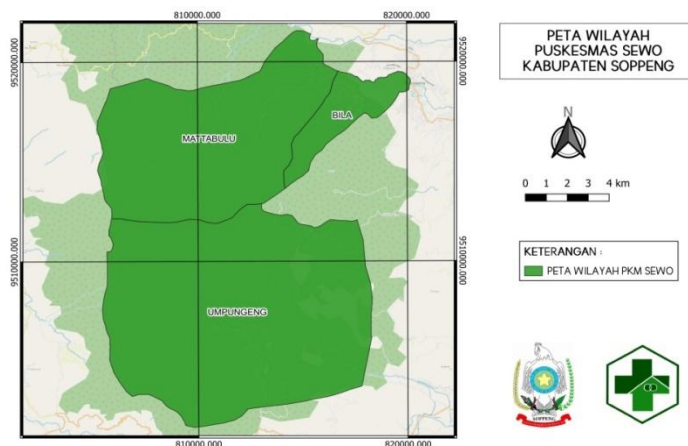 810000.000
820000.000
9520000.000
9520000.000
MATTABULU
BILA
9510000.000
9510000.000
UMPUNGENG
810000.000
820000.000
PETA WILAYAH
PUSKESMAS SEWO
KABUPATEN SOPPENG
N
0 1 2 3 4 km
KETERANGAN :
PETA WILAYAH PKM SEWO
SOPPENG